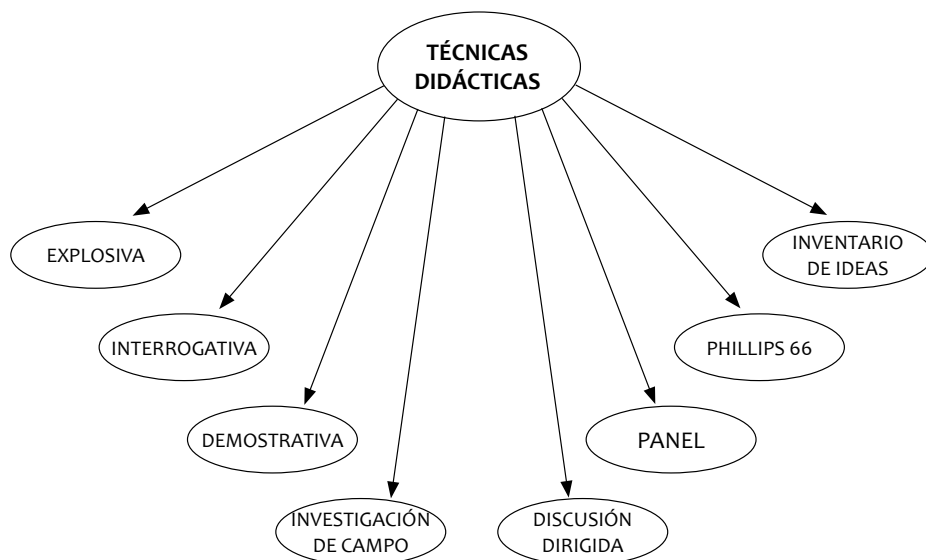 TÉCNICAS
DIDÁCTICAS
EXPLOSIVA
INVENTARIO
DE IDEAS
INTERROGATIVA
PHILLIPS 66
DEMOSTRATIVA
PANEL
INVESTIGACIÓN
DE CAMPO
DISCUSIÓN
DIRIGIDA